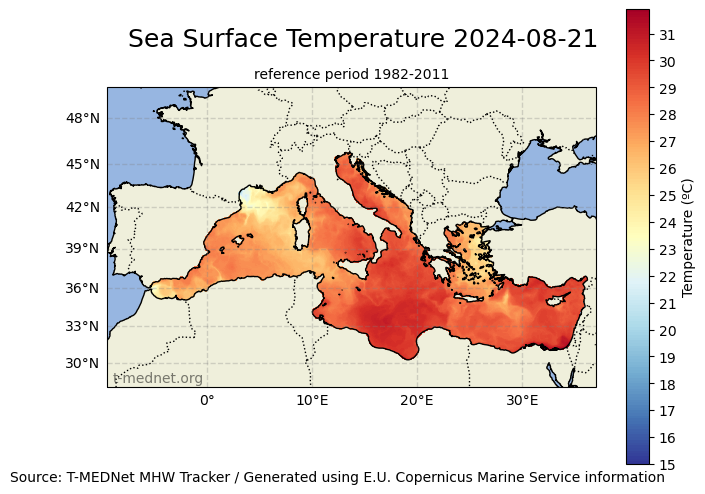 Sea Surface Temperature 2024-08-21
reference period 1982-2011
48°N
45°N
42°N
39°N
36°N
33°N
30°N
t-mednet.org
0°
10°E
20°E
30°E
31
30
29
28
27
26
25
24
23
22
21
20
19
18
17
16
15
Temperature (ºC)
Source: T-MEDNet MHW Tracker / Generated using E.U. Copernicus Marine Service information